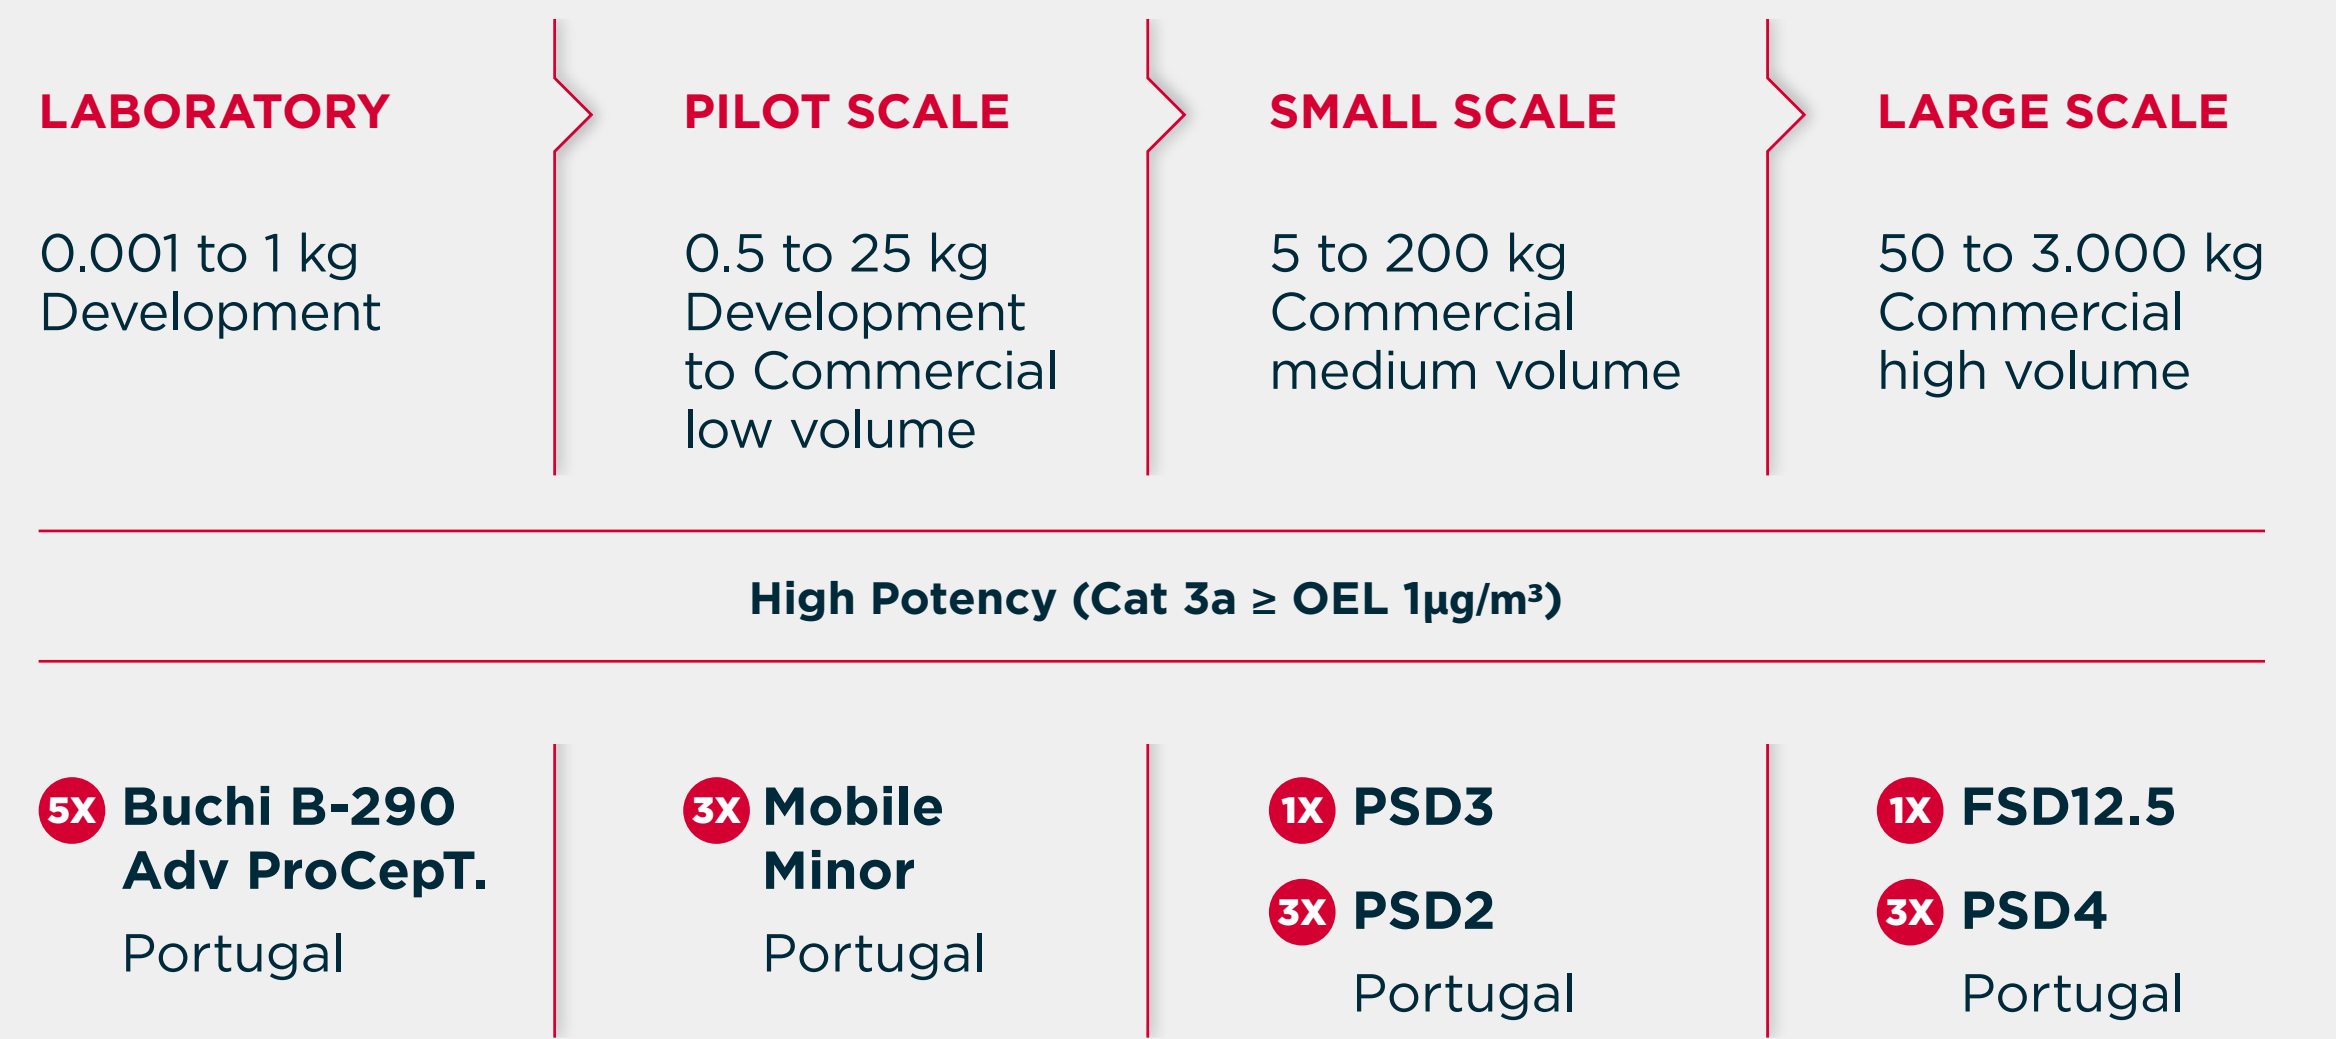 LABORATORY
0.001 to 1 kg
Development
PILOT SCALE
0.5 to 25 kg
Development
to Commercial
low volume
SMALL SCALE
5 to 200 kg
Commercial
medium volume
LARGE SCALE
50 to 3.000 kg
Commercial
high volume
High Potency (Cat 3a ≥ OEL 1µg/m³)
5X Buchi B-290
Adv ProCepT.
Portugal
3X Mobile
Minor
Portugal
1X PSD3
3X PSD2
Portugal
1X FSD12.5
3X PSD4
Portugal